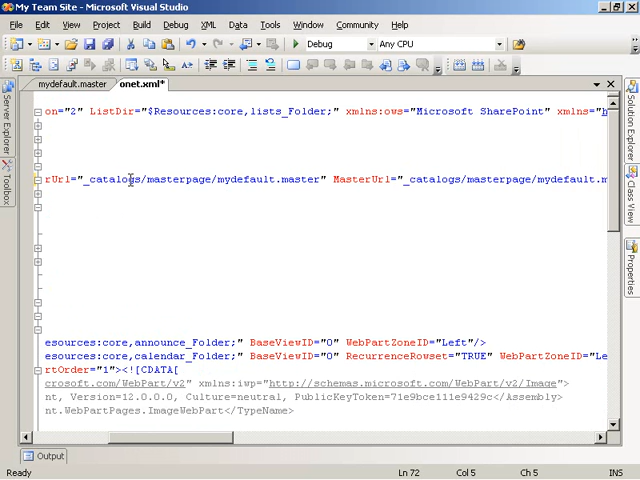 My Team Site - Microsoft Visual Studio
File Edit View Project Build Debug XML Data Tools Window Community Help
Debug Any CPU
mydefault.master onet.xml*
Server Explorer
Toolbox
Solution Explorer
Class View
Properties
on="2" ListDir="$Resources:core,lists_Folder;" xmlns:ows="Microsoft SharePoint" xmlns="h
rUrl="_catalogs/masterpage/mydefault.master" MasterUrl="_catalogs/masterpage/mydefault.m
esources:core,announce_Folder;" BaseViewID="0" WebPartZoneID="Left"/>
esources:core,calendar_Folder;" BaseViewID="0" RecurrenceRowset="TRUE" WebPartZoneID="Le
rtOrder="1"><![CDATA[
crosoft.com/WebPart/v2" xmlns:iwp="http://schemas.microsoft.com/WebPart/v2/Image">
nt, Version=12.0.0.0, Culture=neutral, PublicKeyToken=71e9bce111e9429c</Assembly>
nt.WebPartPages.ImageWebPart</TypeName>
Output
Ready Ln 72 Col 5 Ch 5 INS